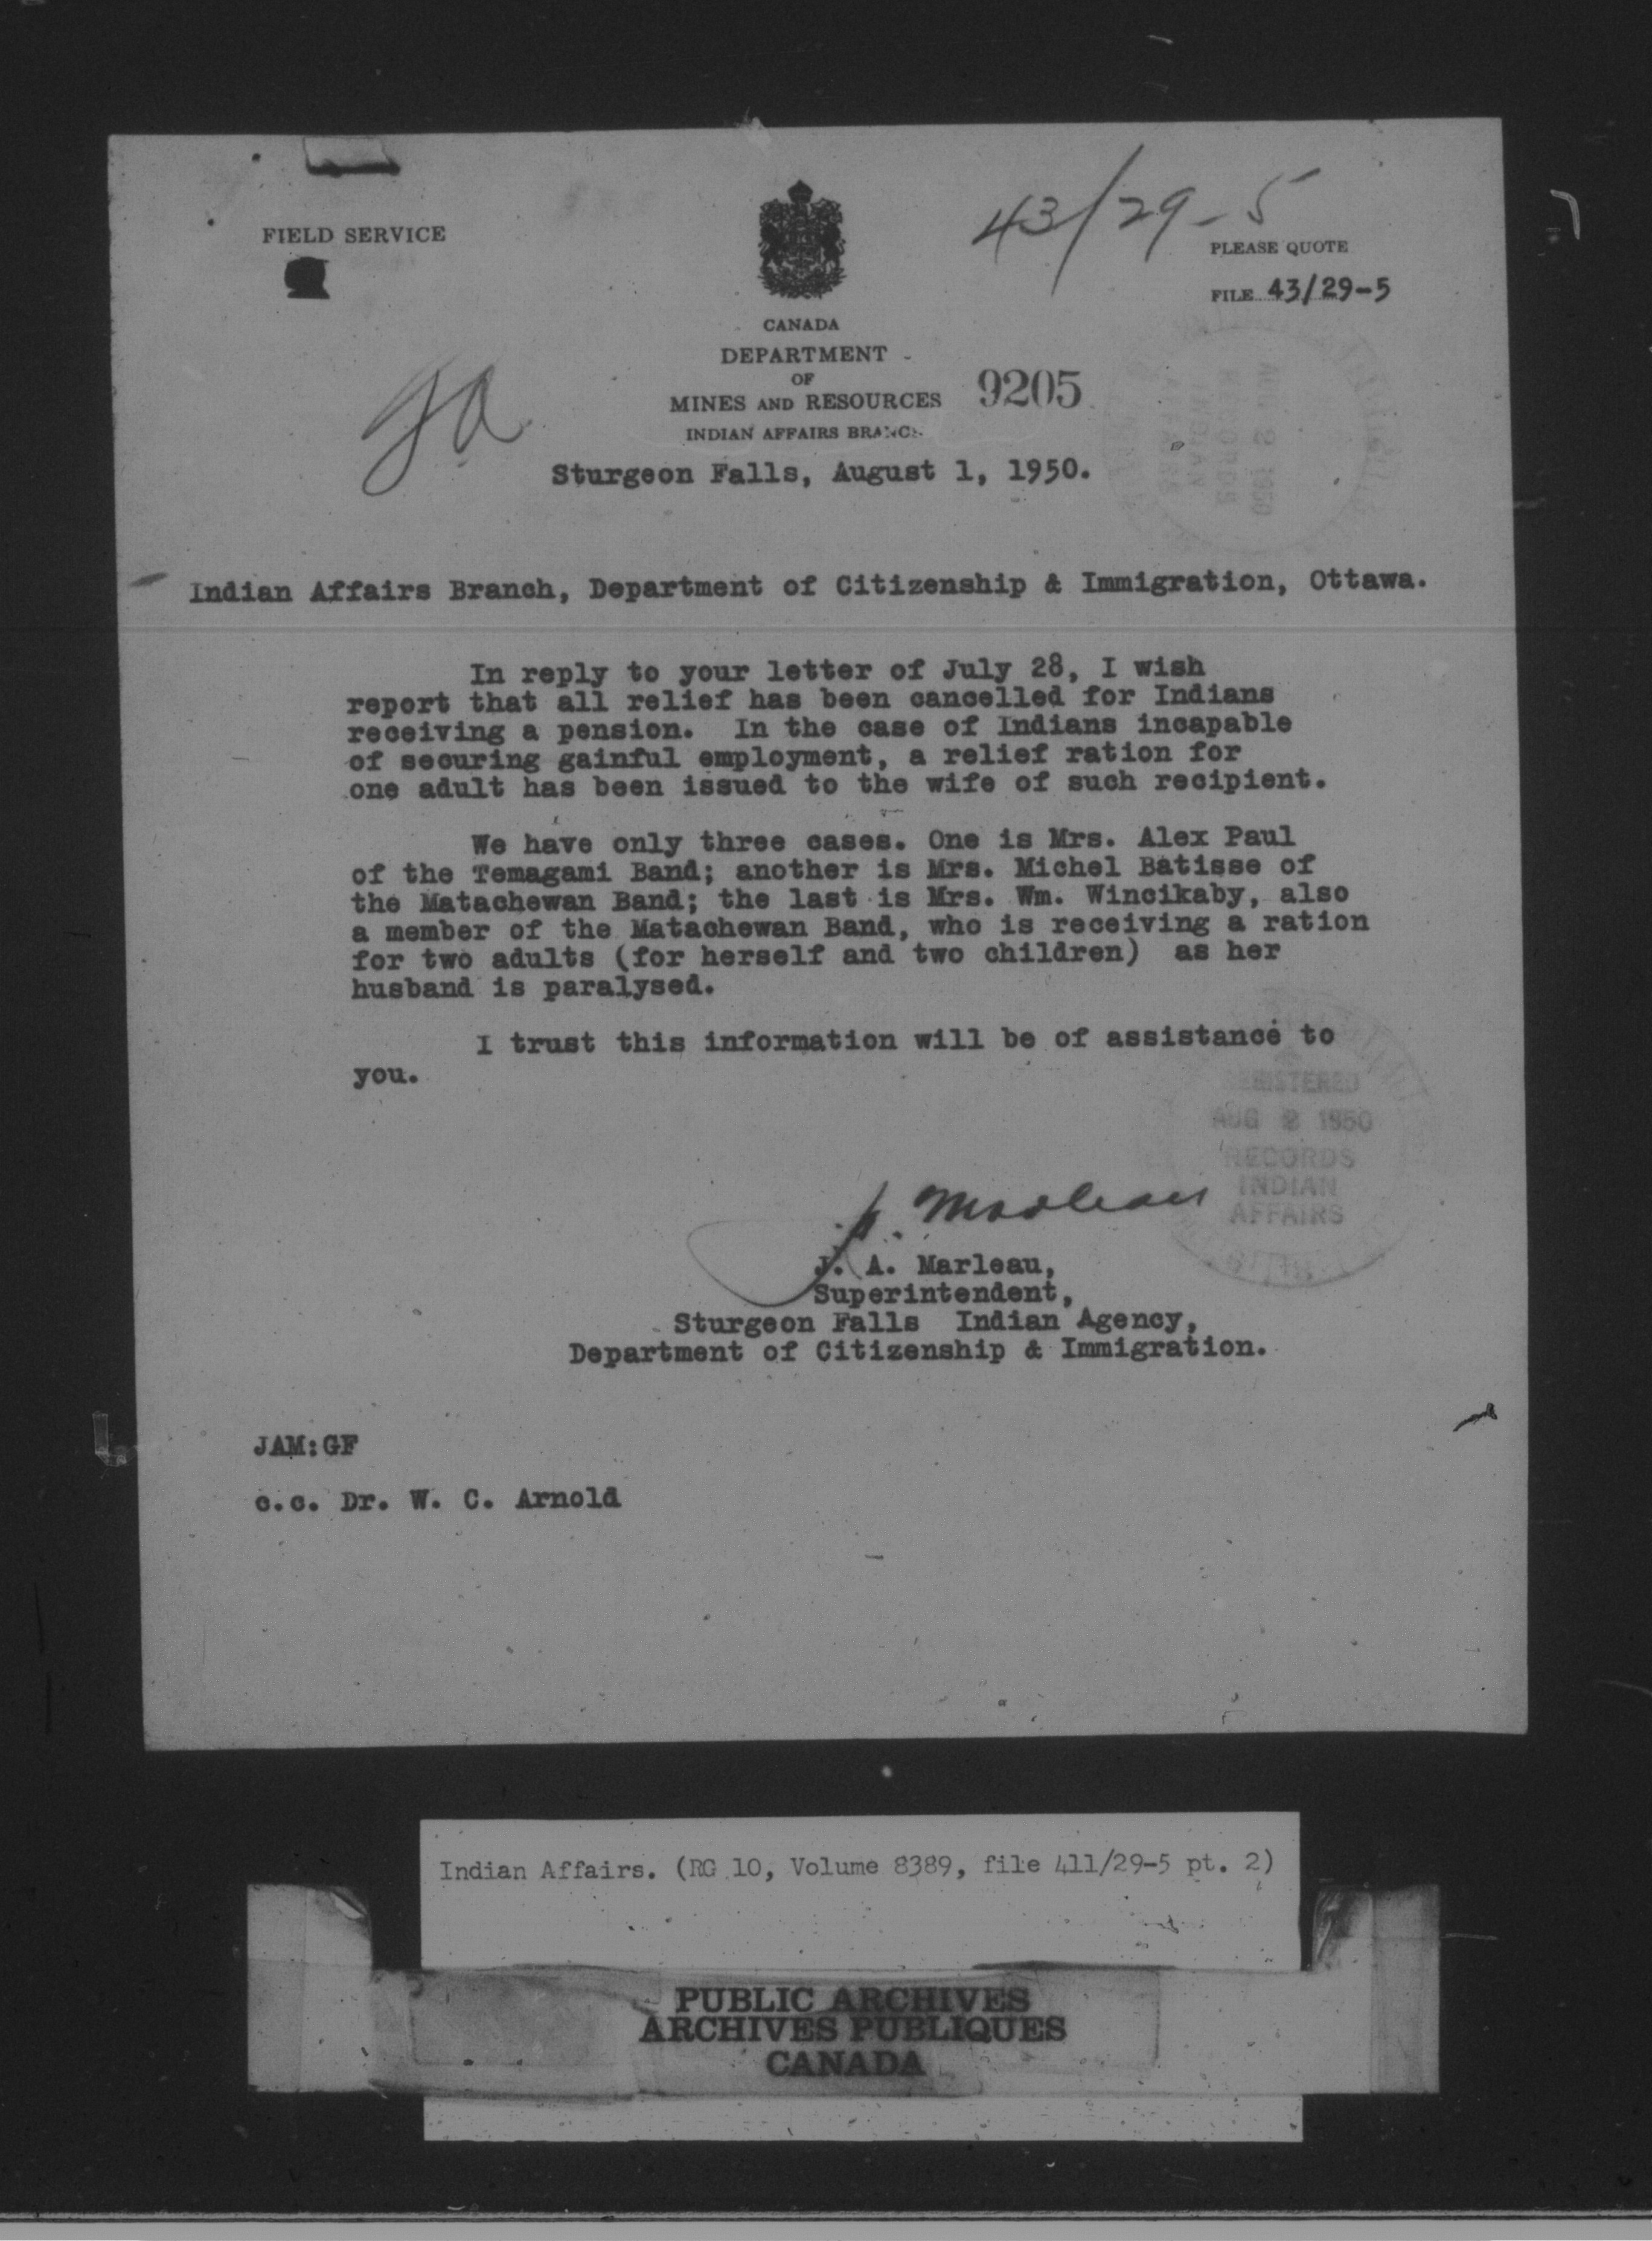 43/29-5
FIELD SERVICE
PLEASE QUOTE
FILE 43/29-5
CANADA
DEPARTMENT
OF
MINES AND RESOURCES
9205
INDIAN AFFAIRS BRANCH
Sturgeon Falls, August 1, 1950.
Indian Affairs Branch, Department of Citizenship & Immigration, Ottawa.
In reply to your letter of July 28, I wish
report that all relief has been cancelled for Indians
receiving a pension. In the case of Indians incapable
of securing gainful employment, a relief ration for
one adult has been issued to the wife of such recipient.
We have only three cases. One is Mrs. Alex Paul
of the Temagami Band; another is Mrs. Michel Batisse of
the Matachewan Band; the last is Mrs. Wm. Wincikaby, also
a member of the Matachewan Band, who is receiving a ration
for two adults (for herself and two children) as her
husband is paralysed.
I trust this information will be of assistance to
you.
REGISTERED
AUG 2 1950
RECORDS
INDIAN
AFFAIRS
J. A. Marleau,
Superintendent,
Sturgeon Falls Indian Agency,
Department of Citizenship & Immigration.
JAM:GF
c.c. Dr. W. C. Arnold
Indian Affairs. (RG 10, Volume 8389, file 411/29-5 pt. 2)
PUBLIC ARCHIVES
ARCHIVES PUBLIQUES
CANADA